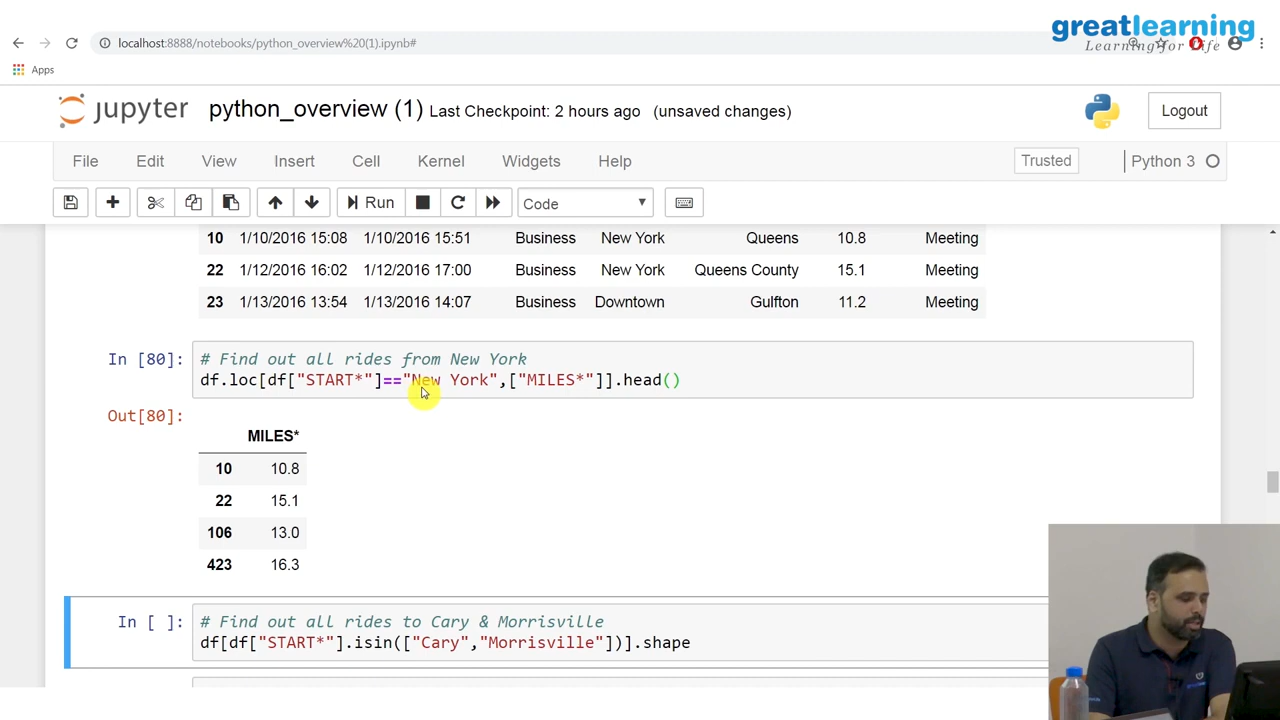 greatlearning
Learning for Life
localhost:8888/notebooks/python_overview%20(1).ipynb#
Apps
jupyter python_overview (1) Last Checkpoint: 2 hours ago (unsaved changes) Logout
File Edit View Insert Cell Kernel Widgets Help Trusted Python 3
Run Code
10 1/10/2016 15:08 1/10/2016 15:51 Business New York Queens 10.8 Meeting
22 1/12/2016 16:02 1/12/2016 17:00 Business New York Queens County 15.1 Meeting
23 1/13/2016 13:54 1/13/2016 14:07 Business Downtown Gulfton 11.2 Meeting
In [80]: # Find out all rides from New York
df.loc[df["START*"]=="New York",["MILES*"]].head()
Out[80]:
MILES*
10 10.8
22 15.1
106 13.0
423 16.3
In [ ]: # Find out all rides to Cary & Morrisville
df[df["START*"].isin(["Cary","Morrisville"])].shape